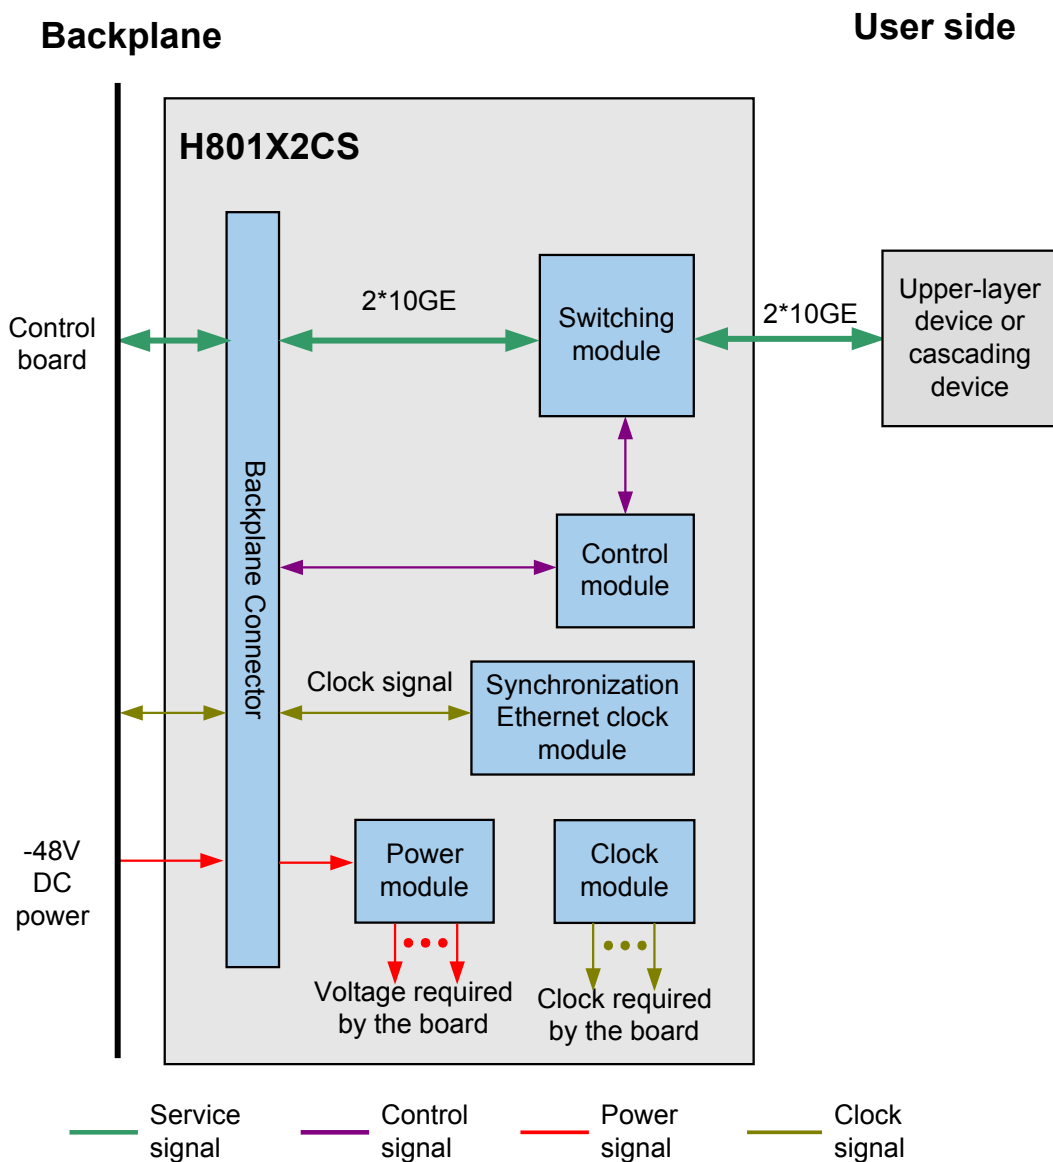 Backplane
User side
H801X2CS
Control
board
2*10GE
Switching
module
2*10GE
Upper-layer
device or
cascading
device
Backplane Connector
Control
module
Clock signal
Synchronization
Ethernet clock
module
-48V
DC
power
Power
module
Clock
module
Voltage required
by the board
Clock required
by the board
Service
signal
Control
signal
Power
signal
Clock
signal